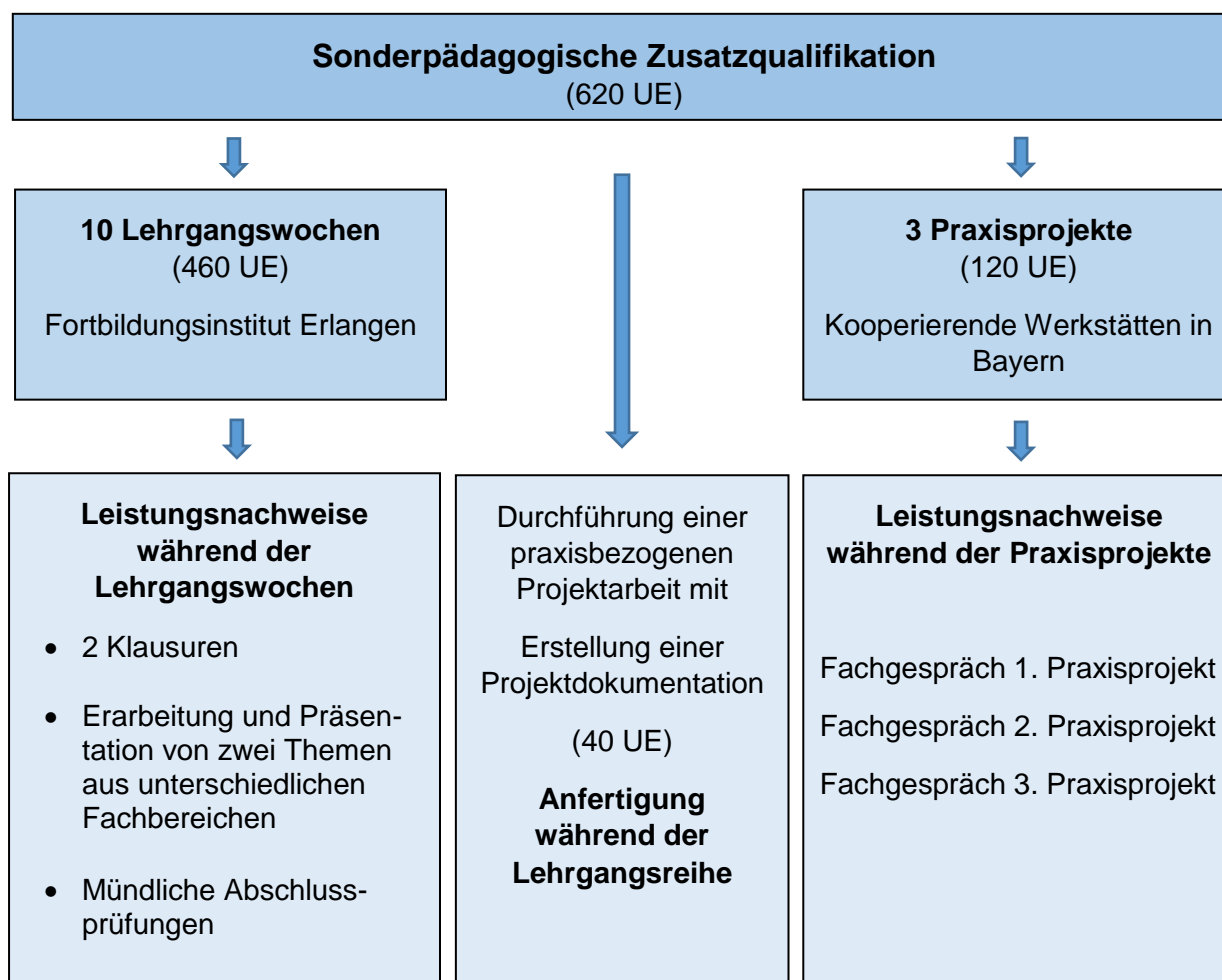 Sonderpädagogische Zusatzqualifikation
(620 UE)
10 Lehrgangswochen
(460 UE)
Fortbildungsinstitut Erlangen
3 Praxisprojekte
(120 UE)
Kooperierende Werkstätten in
Bayern
Leistungsnachweise
während der
Lehrgangswochen
• 2 Klausuren
• Erarbeitung und Präsen-
tation von zwei Themen
aus unterschiedlichen
Fachbereichen
• Mündliche Abschluss-
prüfungen
Durchführung einer
praxisbezogenen
Projektarbeit mit
Erstellung einer
Projektdokumentation
(40 UE)
Anfertigung
während der
Lehrgangsreihe
Leistungsnachweise
während der Praxisprojekte
Fachgespräch 1. Praxisprojekt
Fachgespräch 2. Praxisprojekt
Fachgespräch 3. Praxisprojekt